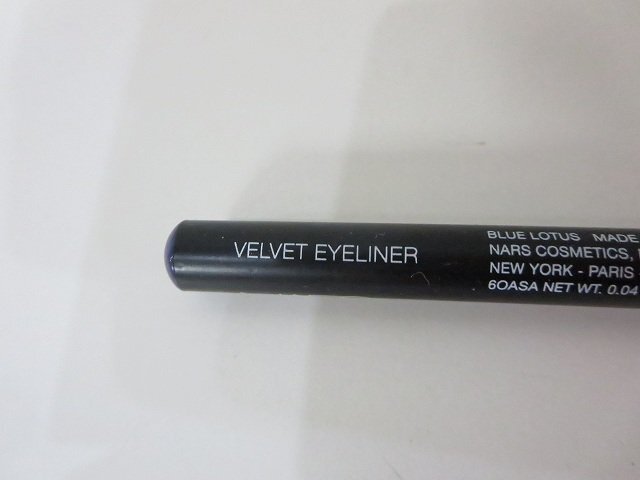 VELVET EYELINER
BLUE LOTUS MADE
NARS COSMETICS,
NEW YORK - PARIS -
6OASA NET WT. 0.04